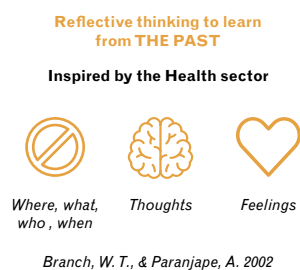 Reflective thinking to learn
from THE PAST
Inspired by the Health sector
Where, what,
who , when
Thoughts
Feelings
Branch, W. T., & Paranjape, A. 2002